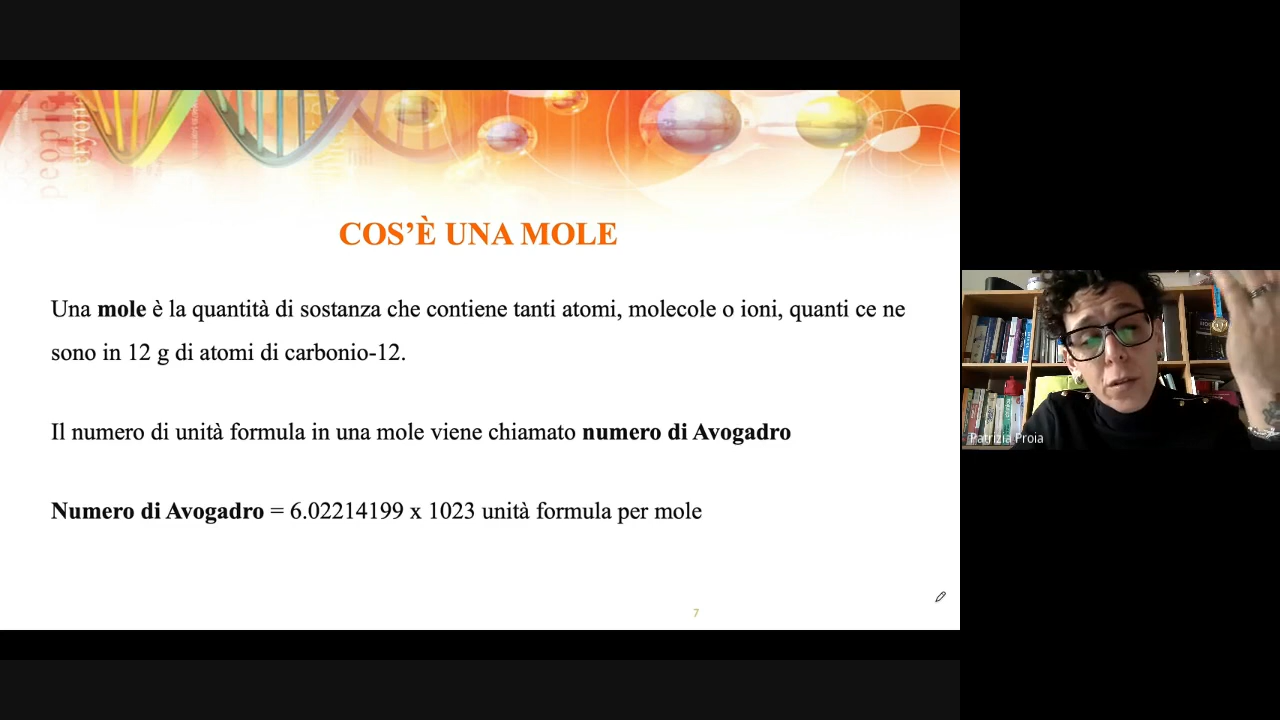 people
eryone
COS’È UNA MOLE
Una mole è la quantità di sostanza che contiene tanti atomi, molecole o ioni, quanti ce ne
sono in 12 g di atomi di carbonio-12.
Il numero di unità formula in una mole viene chiamato numero di Avogadro
Numero di Avogadro = 6.02214199 x 1023 unità formula per mole
7
Patrizia Proia